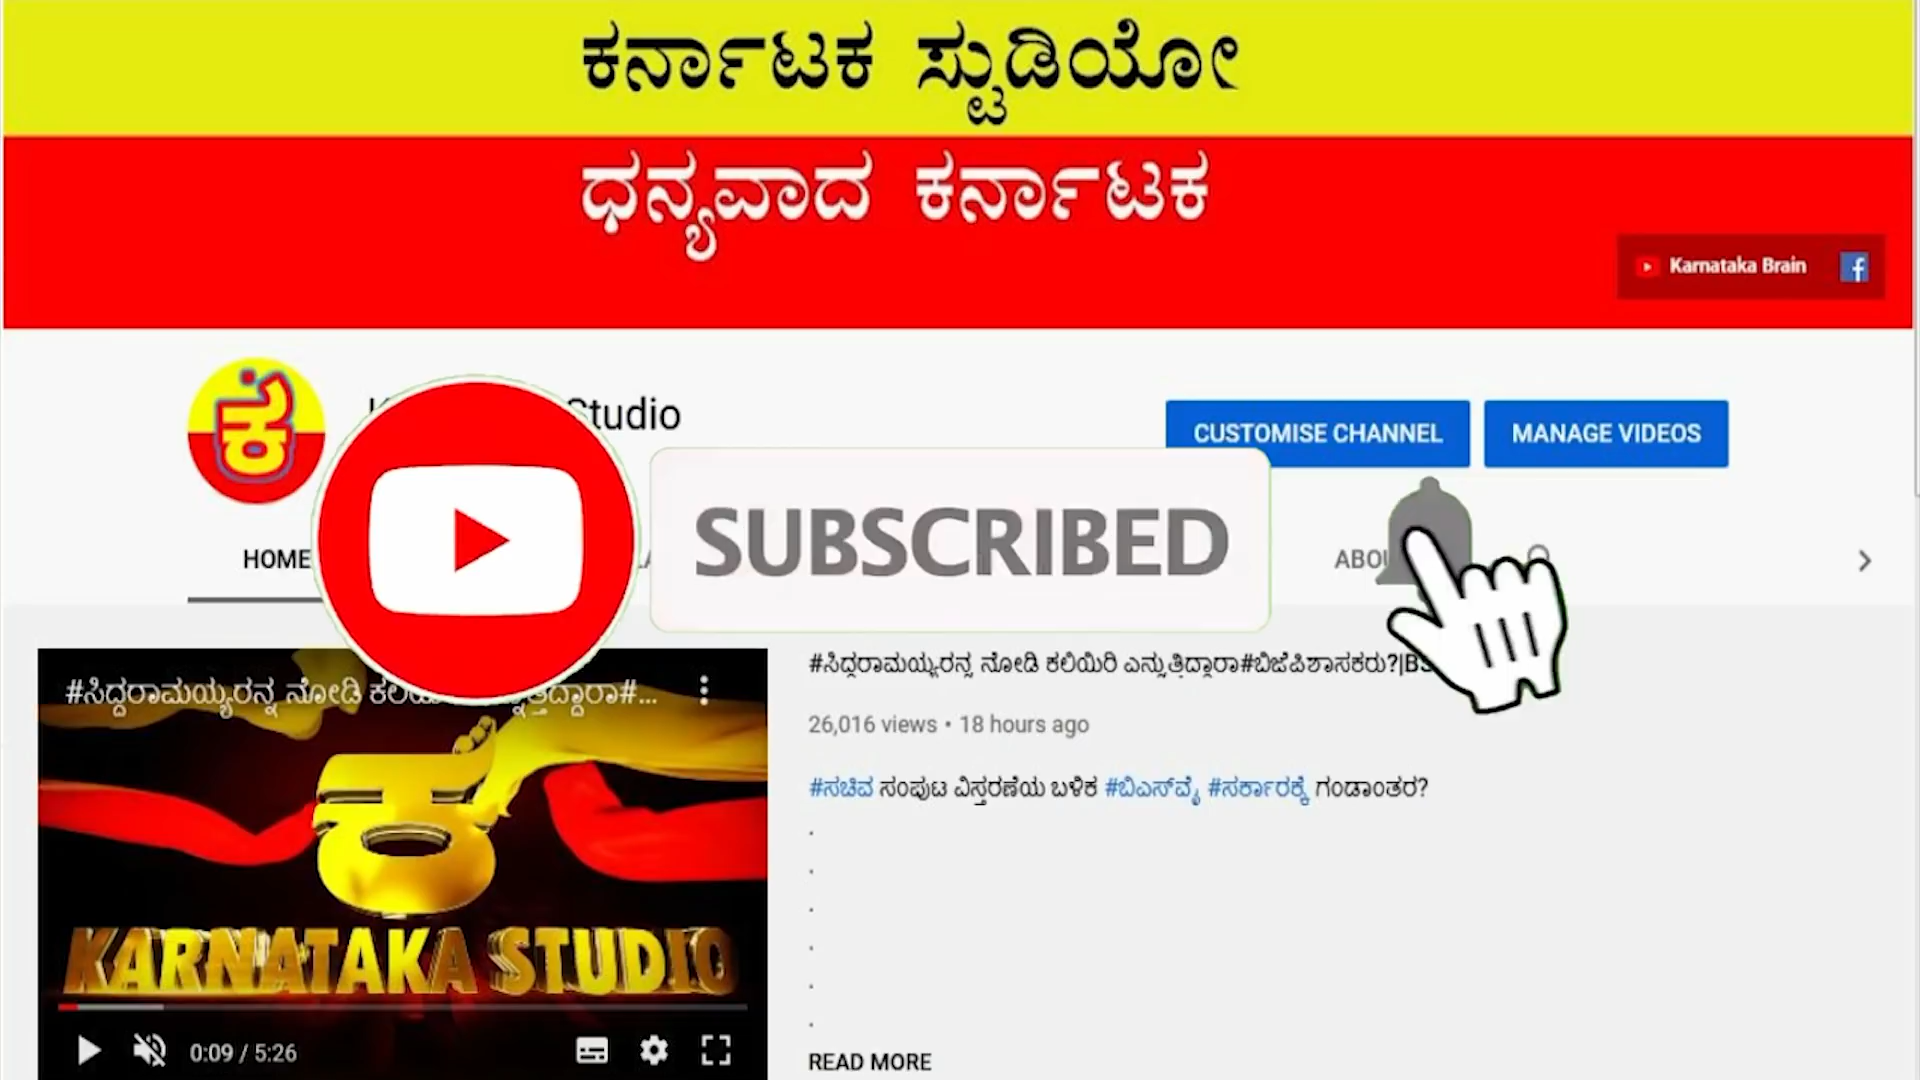 ಕರ್ನಾಟಕ ಸ್ಟುಡಿಯೋ
ಧನ್ಯವಾದ ಕರ್ನಾಟಕ
Karnataka Brain
ಕ
Studio
CUSTOMISE CHANNEL
MANAGE VIDEOS
SUBSCRIBED
HOME
#ಸಿದ್ದರಾಮಯ್ಯರನ್ನ ನೋಡಿ ಕಲಿಯಿರಿ ಎನ್ನುತ್ತಿದ್ದಾರಾ#ಬಿಜೆಪಿಶಾಸಕರು?|BS
#ಸಿದ್ದರಾಮಯ್ಯರನ್ನ ನೋಡಿ
26,016 views • 18 hours ago
#ಸಚಿವ ಸಂಪುಟ ವಿಸ್ತರಣೆಯ ಬಳಿಕ #ಬಿಎಸ್‌ವೈ #ಸರ್ಕಾರಕ್ಕೆ ಗಂಡಾಂತರ?
.
.
.
.
.
.
READ MORE
ಕ
KARNATAKA STUDIO
0:09 / 5:26